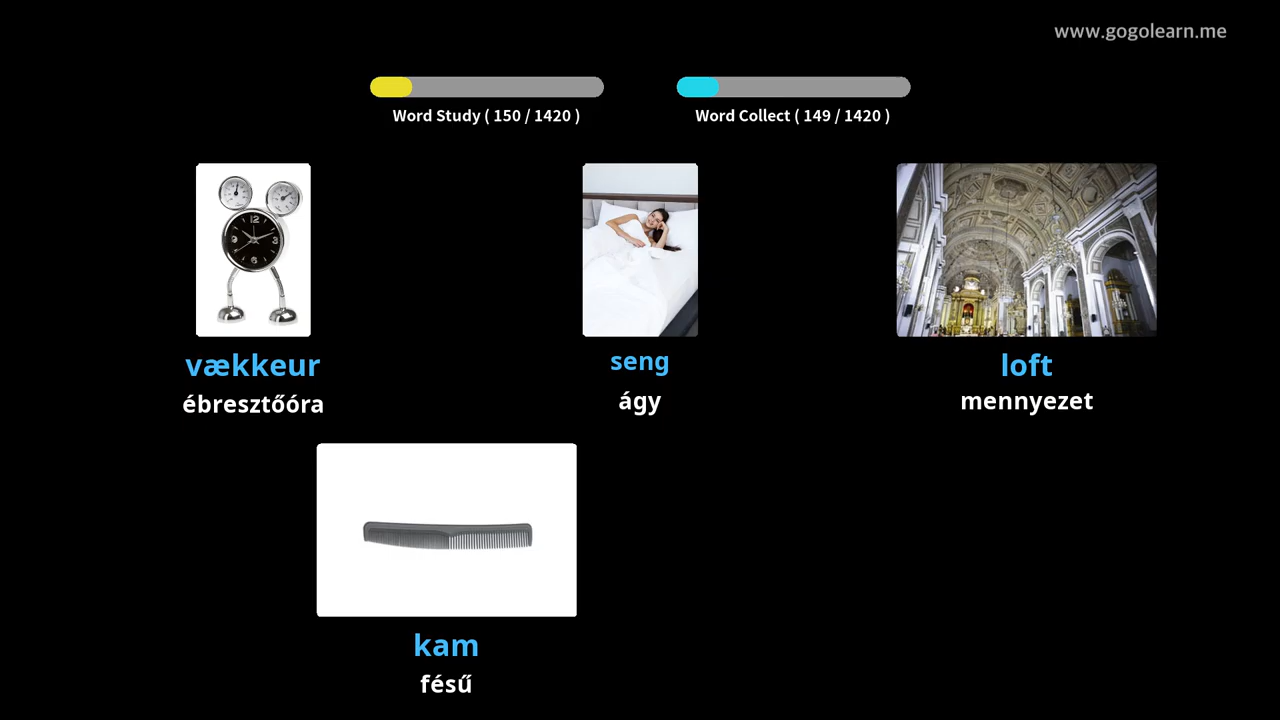 www.gogolearn.me
Word Study ( 150 / 1420 )
Word Collect ( 149 / 1420 )
vækkeur
ébresztőóra
seng
ágy
loft
mennyezet
kam
fésű